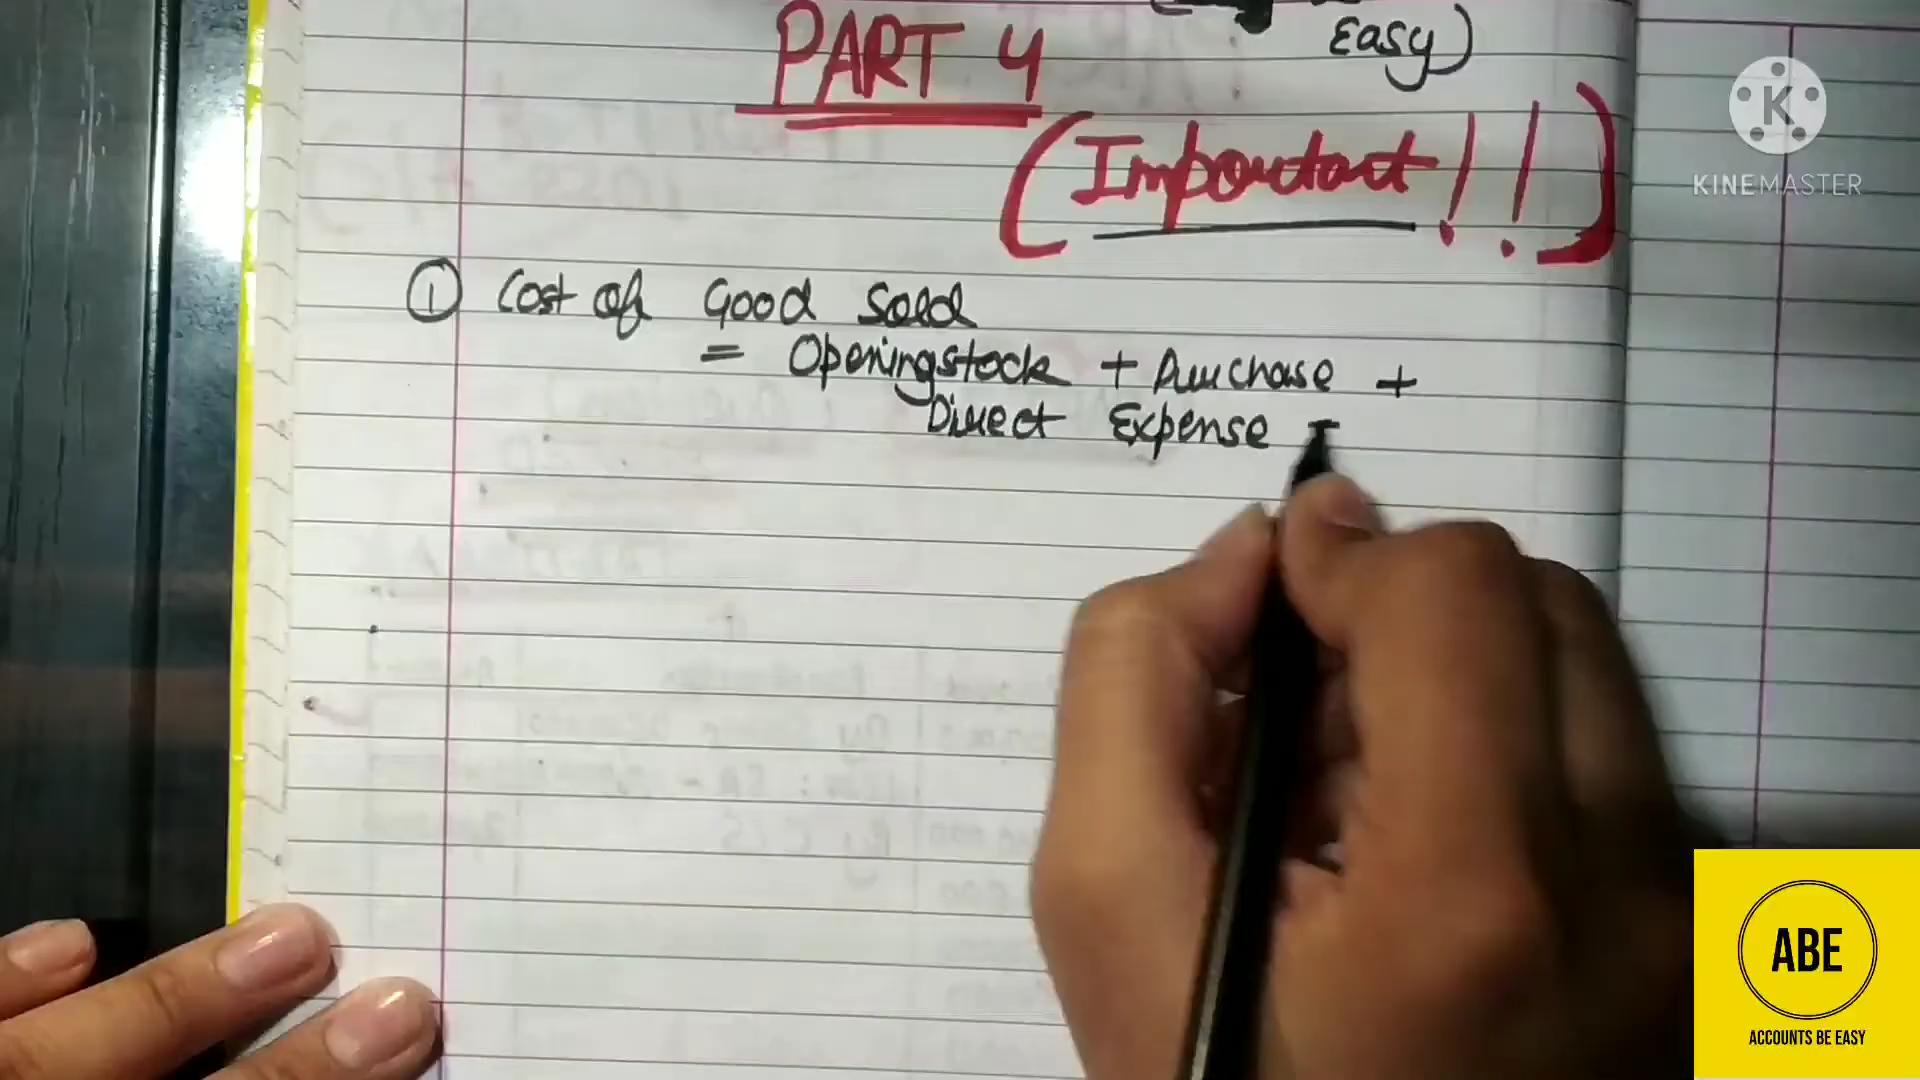 Easy)
PART 4
(Important!!)
① Cost of Good Sold
= Openingstock + Purchase +
Direct Expense -
K
KINEMASTER
ABE
ACCOUNTS BE EASY